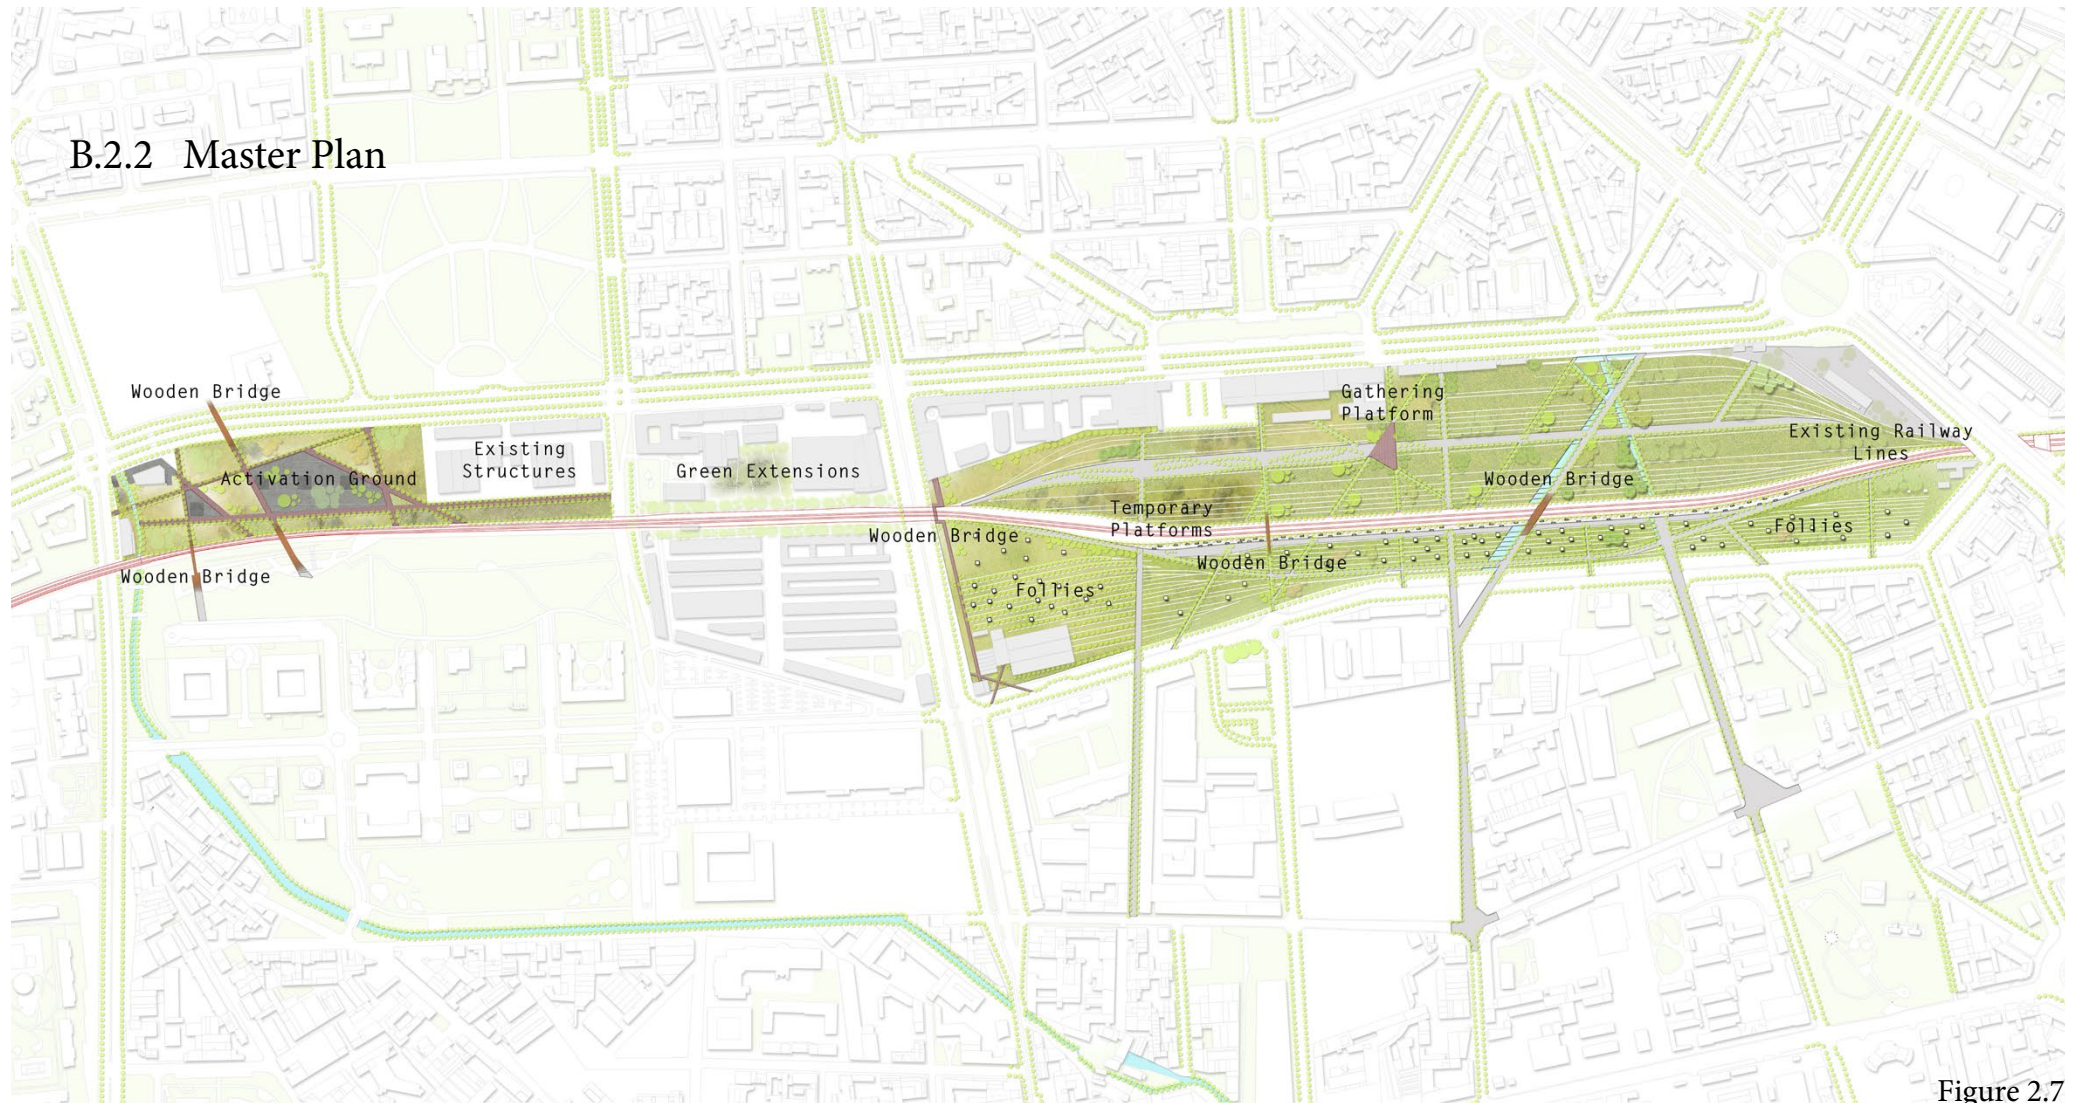 B.2.2 Master Plan
Wooden Bridge
Gathering
Platform
Existing Railway
Lines
Existing
Structures
Activation Ground
Green Extensions
Wooden Bridge
Temporary
Platforms
Follies
Wooden Bridge
Wooden Bridge
Wooden Bridge
Follies
Figure 2.7